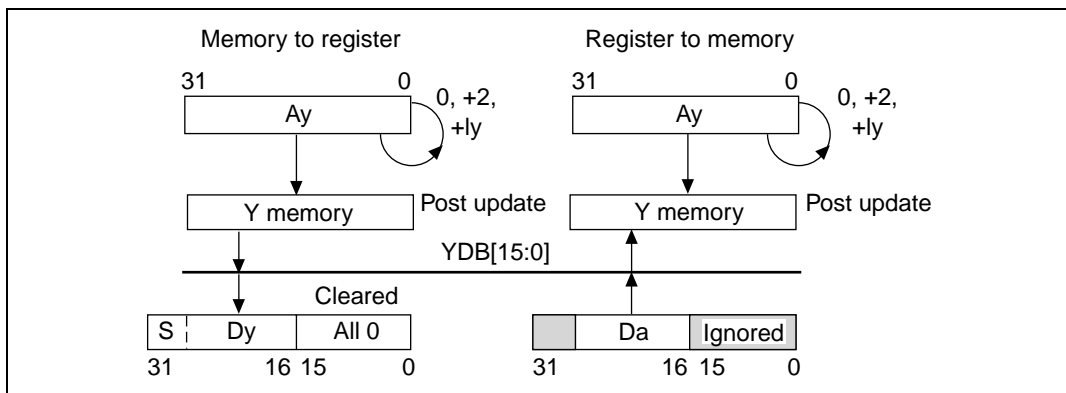 Memory to register Register to memory
31 0 31 0
0, +2, 0, +2,
Ay +Iy Ay +Iy
Y memory Post update Y memory Post update
YDB[15:0]
Cleared
S Dy All 0 Da Ignored
31 16 15 0 31 16 15 0